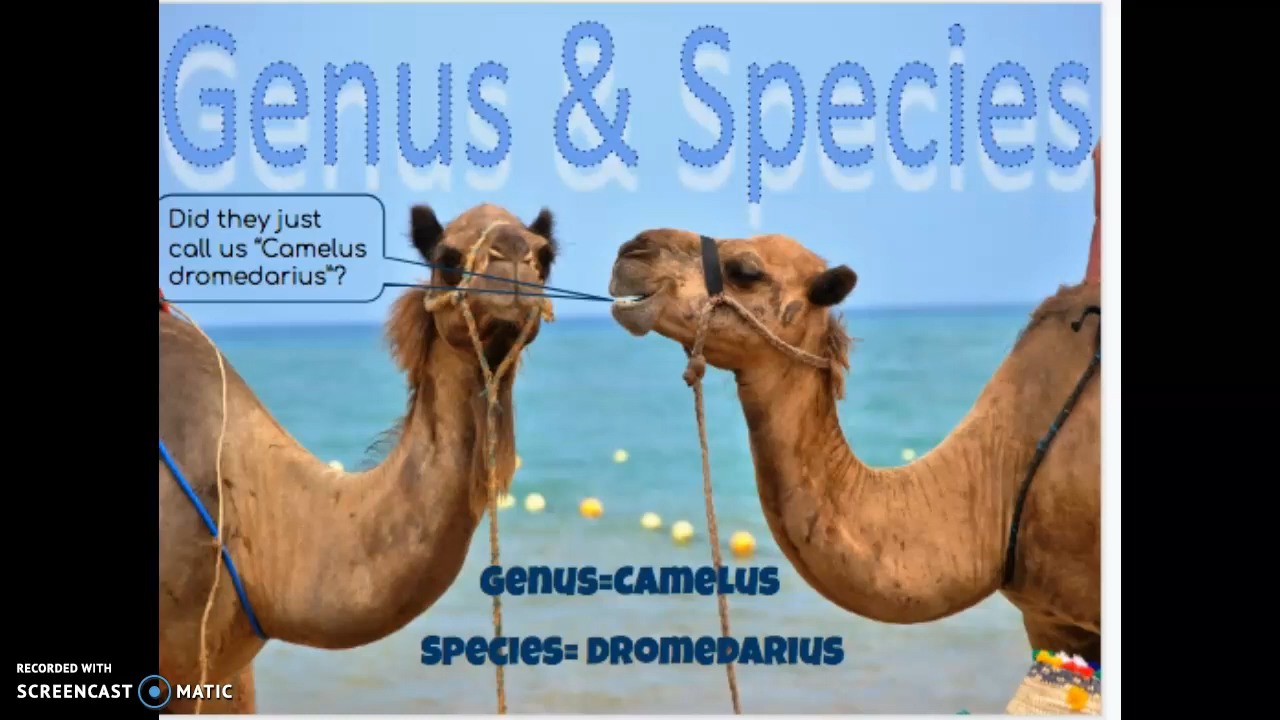 Genus & Species
Did they just
call us “Camelus
dromedarius”?
Genus=Camelus
Species= Dromedarius
RECORDED WITH
SCREENCAST MATIC